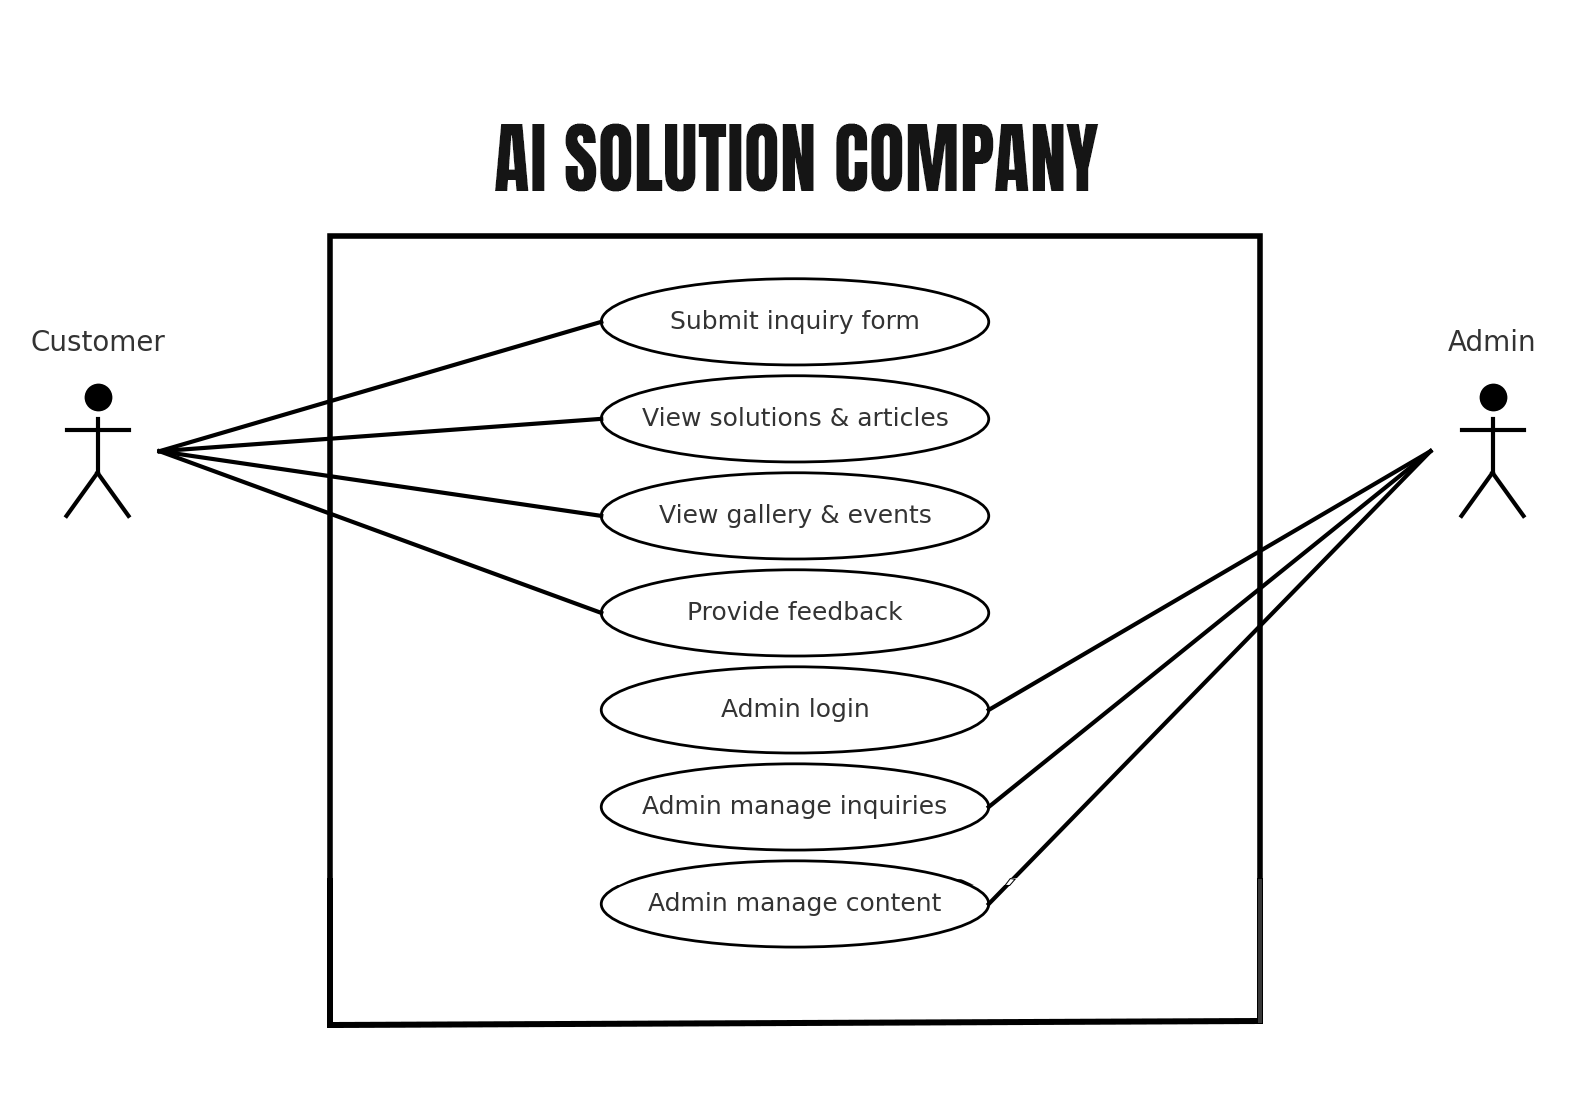 AI SOLUTION COMPANY
Customer
Admin
Submit inquiry form
View solutions & articles
View gallery & events
Provide feedback
Admin login
Admin manage inquiries
Admin manage content